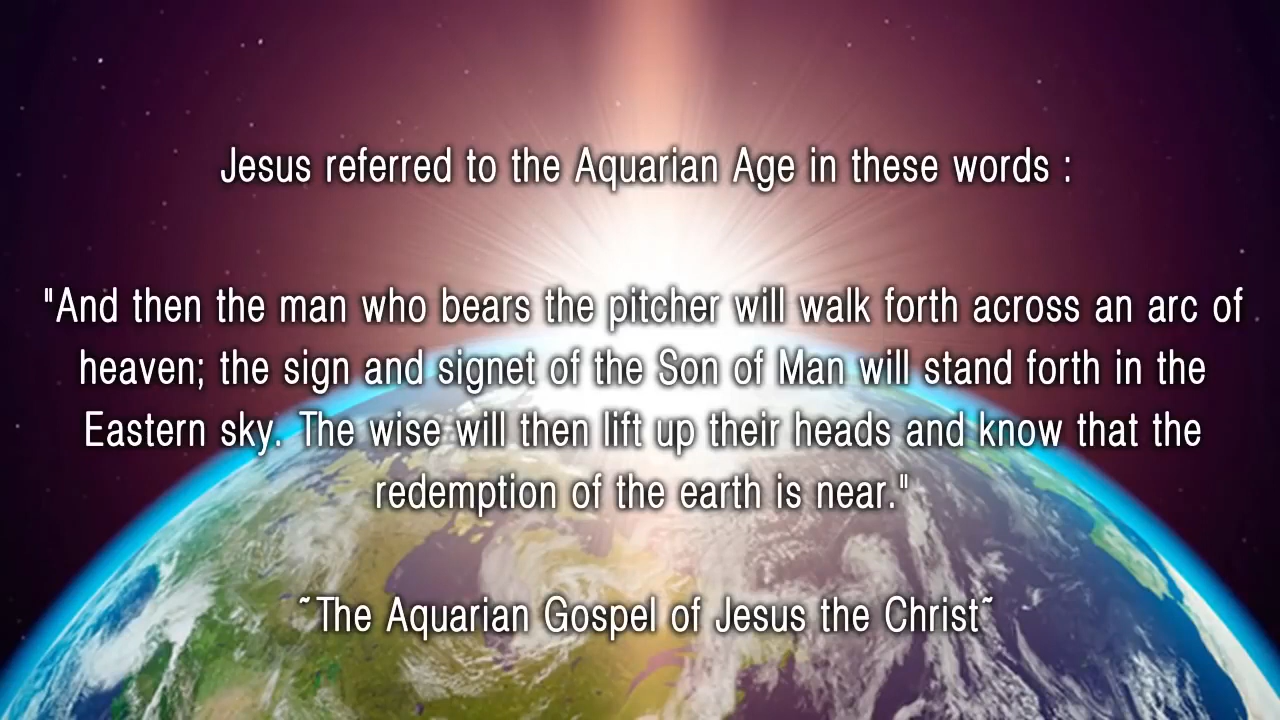 Jesus referred to the Aquarian Age in these words :
"And then the man who bears the pitcher will walk forth across an arc of
heaven; the sign and signet of the Son of Man will stand forth in the
Eastern sky. The wise will then lift up their heads and know that the
redemption of the earth is near."
~The Aquarian Gospel of Jesus the Christ~